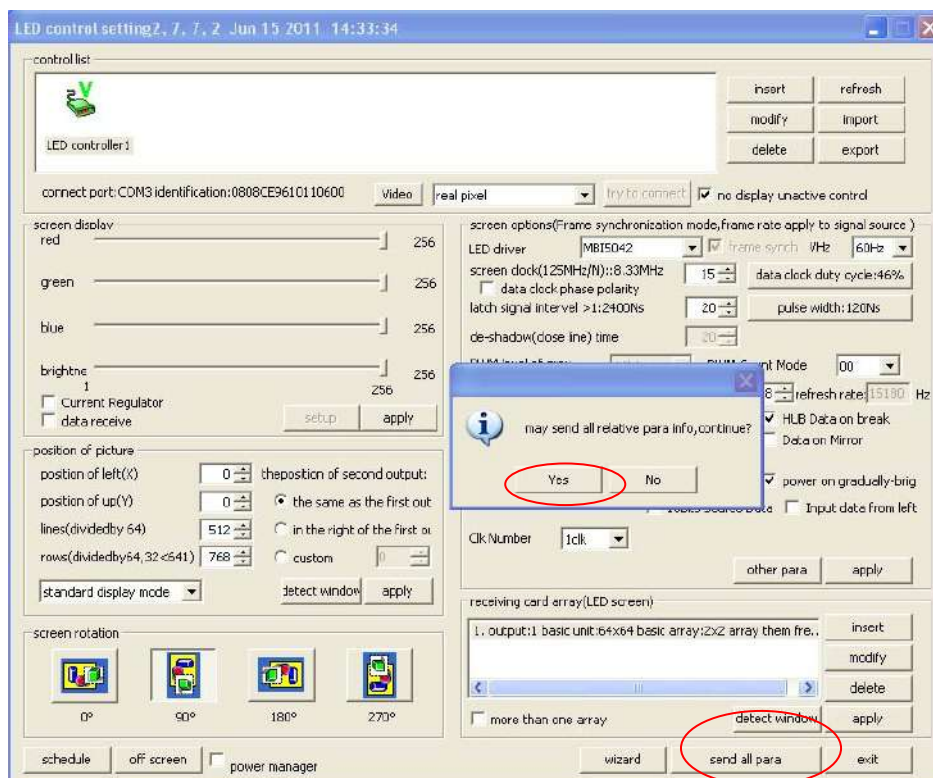 LED control setting2, 7, 7, 2 Jun 15 2011 14:33:34
control list
insert refresh
modify import
delete export
LED controller1
connect port:COM3 identification:0808CE9610110600 Video real pixel try to connect no display unactive control
screen display
red 256
green 256
blue 256
brightne 256
1 256
Current Regulator
data receive
setup apply
screen options(Frame synchronization mode,frame rate apply to signal source )
LED driver MBI5042 frame synch VHz 60Hz
screen clock(125MHz/N)::8.33MHz 15 data clock duty cycle:46%
data clock phase polarity
latch signal intervel >1:2400Ns 20 pulse width:120Ns
de-shadow(close line) time 20
nt Mode 00
8 refresh rate: 15180 Hz
HUB Data on break
Data on Mirror
may send all relative para info,continue?
Yes No
power on gradually-brig
Input data from left
Clk Number 1clk
other para apply
position of picture
position of left(X) 0 thepostion of second output:
position of up(Y) 0 the same as the first out
lines(dividedby 64) 512 in the right of the first ou
rows(dividedby64,32<641) 768 custom 0
standard display mode detect window apply
receiving card array(LED screen)
1. output:1 basic unit:64x64 basic array:2x2 array them fre..
insert
modify
delete
more than one array detect window apply
screen rotation
0° 90° 180° 270°
schedule off screen power manager wizard send all para exit